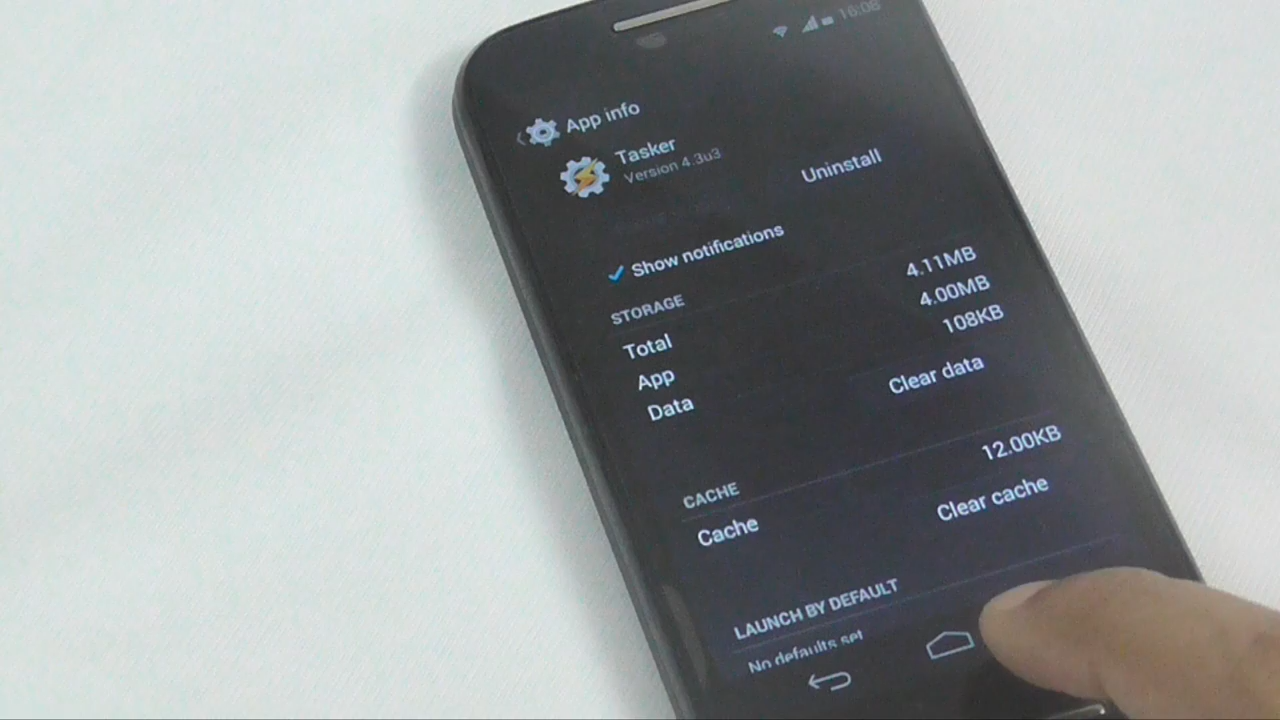 16:08
App info
Tasker
Version 4.3u3
Uninstall
Show notifications
STORAGE
Total 4.11MB
App 4.00MB
Data 108KB
Clear data
CACHE
Cache 12.00KB
Clear cache
LAUNCH BY DEFAULT
No defaults set